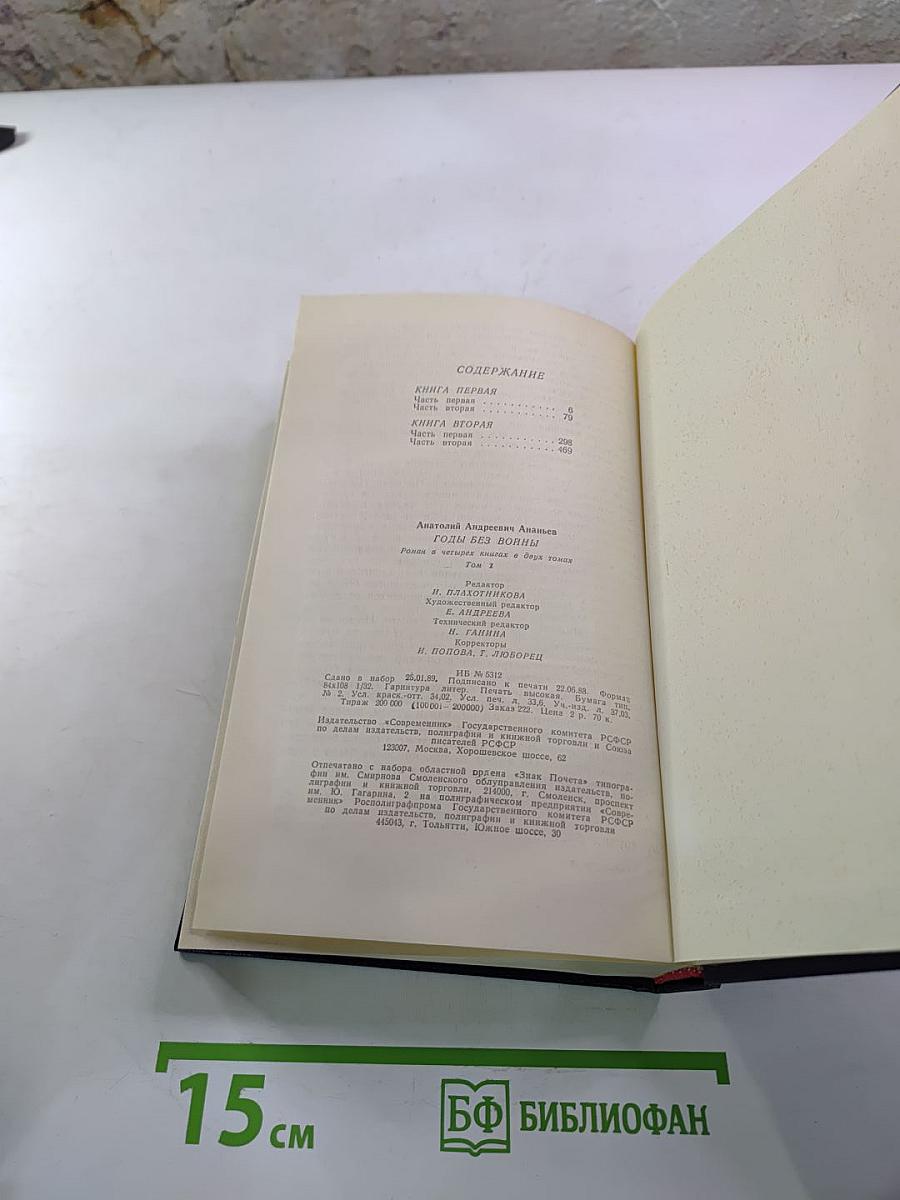 СОДЕРЖАНИЕ
КНИГА ПЕРВАЯ
Часть первая . . . . . . . . . . . 6
Часть вторая . . . . . . . . . . . 79
КНИГА ВТОРАЯ
Часть первая . . . . . . . . . . . 298
Часть вторая . . . . . . . . . . . 469
Анатолий Андреевич Ананьев
ГОДЫ БЕЗ ВОЙНЫ
Роман в четырех книгах в двух томах
Том 1
Редактор
И. ПЛАХОТНИКОВА
Художественный редактор
Е. АНДРЕЕВА
Технический редактор
Н. ГАНИНА
Корректоры
И. ПОПОВА, Г. ЛЮБОРЕЦ
ИБ № 5312
Сдано в набор 25.01.89. Подписано к печати 22.06.88. Формат
84х108 1/32. Гарнитура литер. Печать высокая. Бумага тип.
№ 2. Усл. краск.-отт. 34,02. Усл. печ. л. 33,6. Уч.-изд. л. 37,03.
Тираж 200 000 (100001—200000) Заказ 222. Цена 2 р. 70 к.
Издательство «Современник» Государственного комитета РСФСР
по делам издательств, полиграфии и книжной торговли и Союза
писателей РСФСР
123007, Москва, Хорошевское шоссе, 62
Отпечатано с набора областной ордена «Знак Почета» типогра-
фии им. Смирнова Смоленского облуправления издательств, по-
лиграфии и книжной торговли, 214000, г. Смоленск, проспект
им. Ю. Гагарина, 2 на полиграфическом предприятии «Совре-
менник» Росполиграфпрома Государственного комитета РСФСР
по делам издательств, полиграфии и книжной торговли
445043, г. Тольятти, Южное шоссе, 30
15 см
БФ БИБЛИОФАН